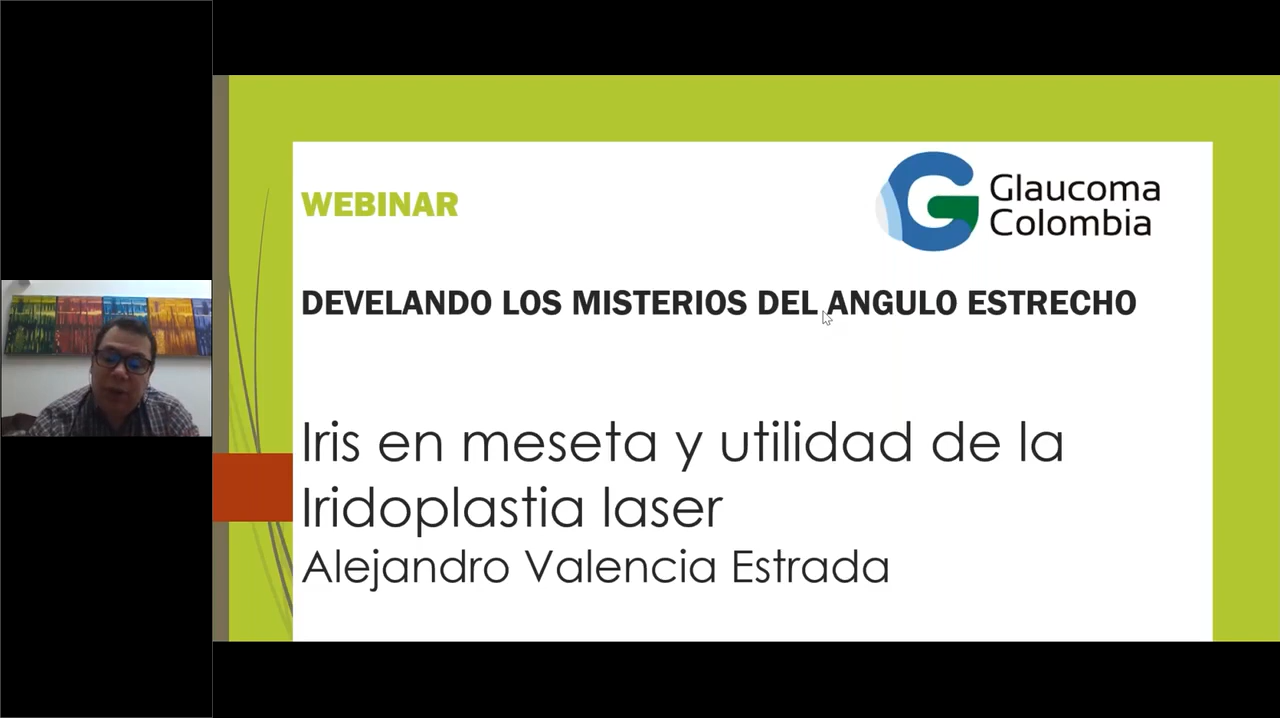 WEBINAR
Glaucoma
Colombia
DEVELANDO LOS MISTERIOS DEL ANGULO ESTRECHO
Iris en meseta y utilidad de la
Iridoplastia laser
Alejandro Valencia Estrada